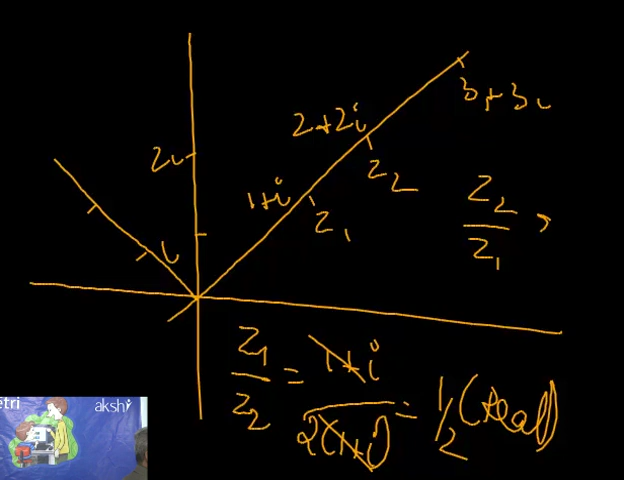 3+3i
2+2i
2i
z2
1+i
z1
z2/z1
i
z1/z2 = 1+i/2(1+i) = 1/2 (real)
etri
akshi